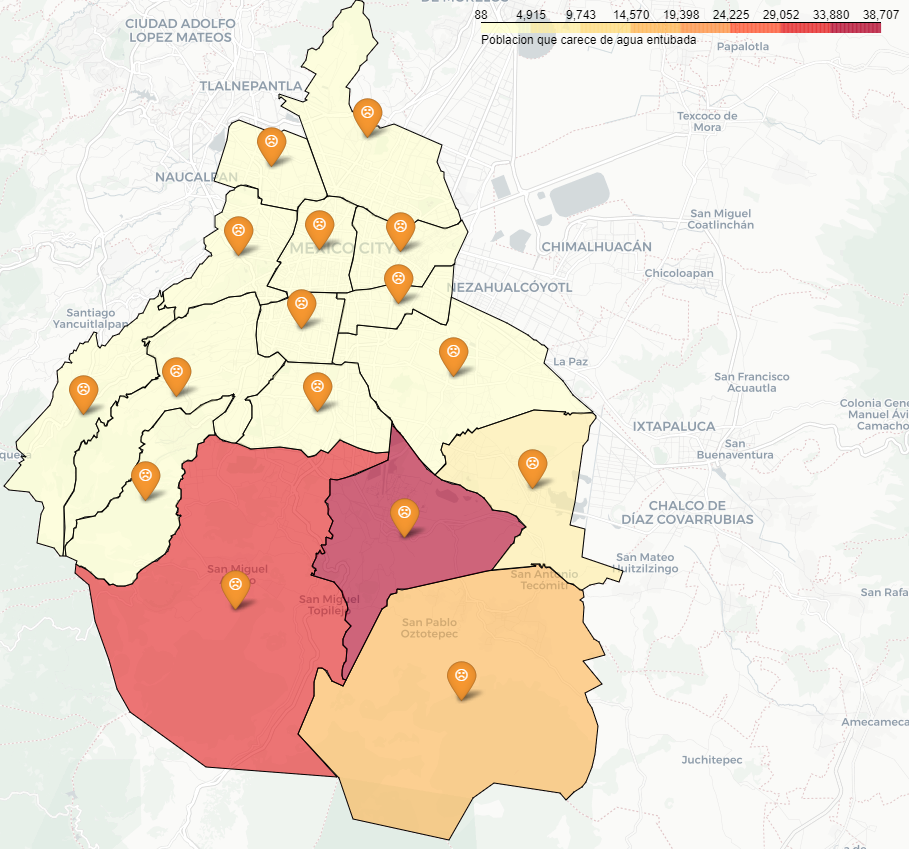 DE MORELOS
CIUDAD ADOLFO
LOPEZ MATEOS
88 4,915 9,743 14,570 19,398 24,225 29,052 33,880 38,707
Poblacion que carece de agua entubada
Papalotla
TLALNEPANTLA
Texcoco de
Mora
NAUCALPAN
San Miguel
Coatlinchán
MEXICO CITY
CHIMALHUACÁN
Chicoloapan
NEZAHUALCÓYOTL
Santiago
Yancuitlalpan
La Paz
San Francisco
Acuautla
Colonia Gene
Manuel Ávi
Camacho
IXTAPALUCA
San
Buenaventura
CHALCO DE
DÍAZ COVARRUBIAS
San Mateo
Huitzilzingo
San Miguel
San Antonio
Tecómitl
San Rafa
San Miguel
Topilejo
San Pablo
Oztotepec
Amecameca
Juchitepec